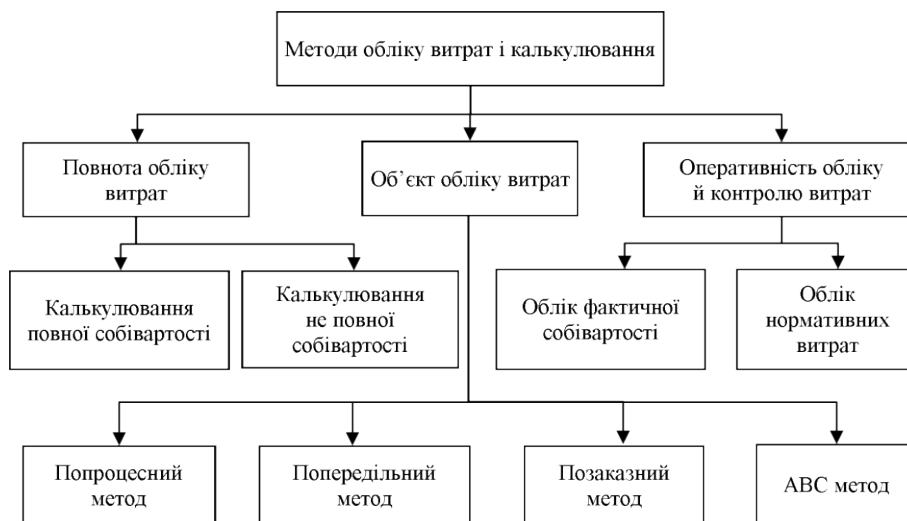 Методи обліку витрат і калькулювання
Повнота обліку
витрат
Об’єкт обліку витрат
Оперативність обліку
й контролю витрат
Калькулювання
повної собівартості
Калькулювання
не повної
собівартості
Облік фактичної
собівартості
Облік
нормативних
витрат
Попроцесний
метод
Попередільний
метод
Позаказний
метод
АВС метод